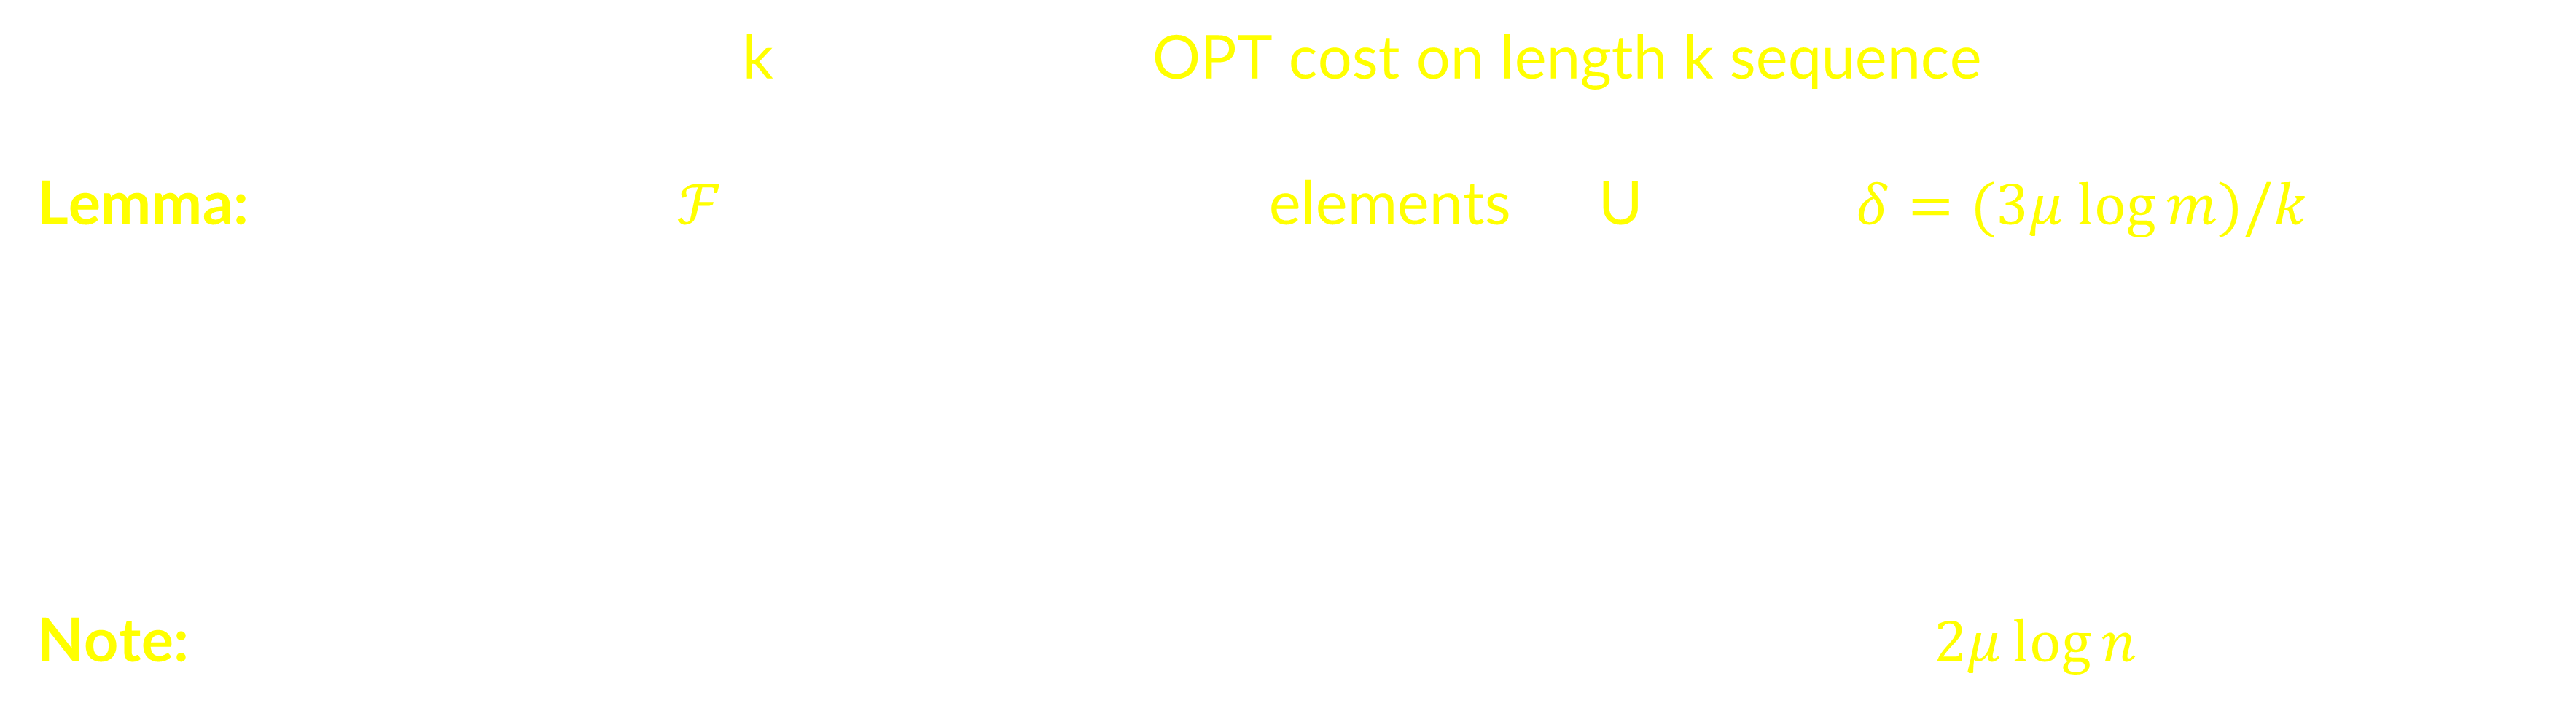 k OPT cost on length k sequence
Lemma: ℱ elements U δ = (3μ log m)/k
Note: 2μ log n